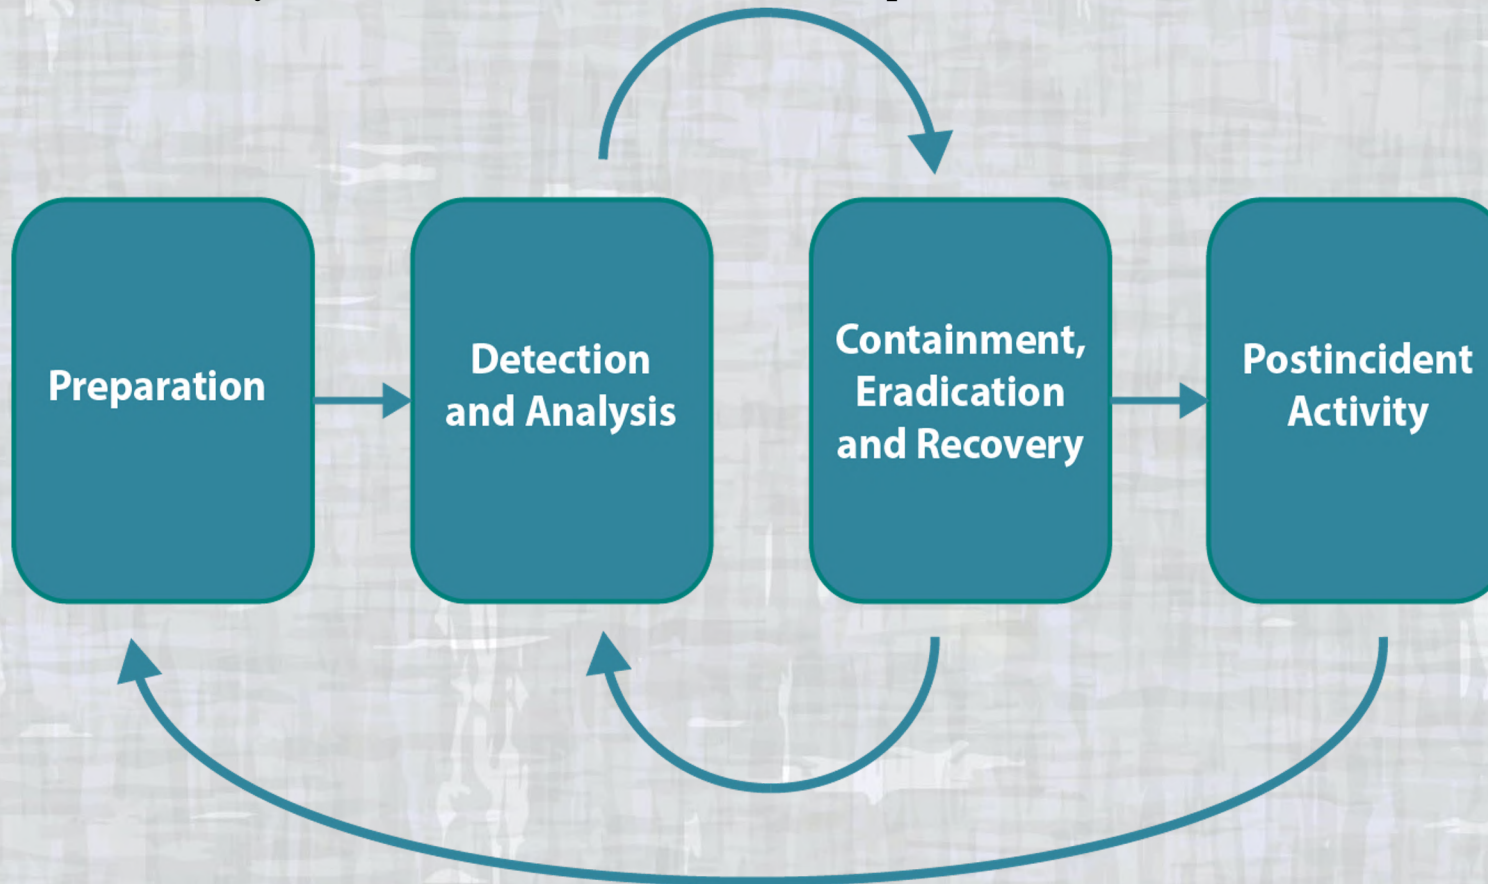 Preparation
Detection
and Analysis
Containment,
Eradication
and Recovery
Postincident
Activity